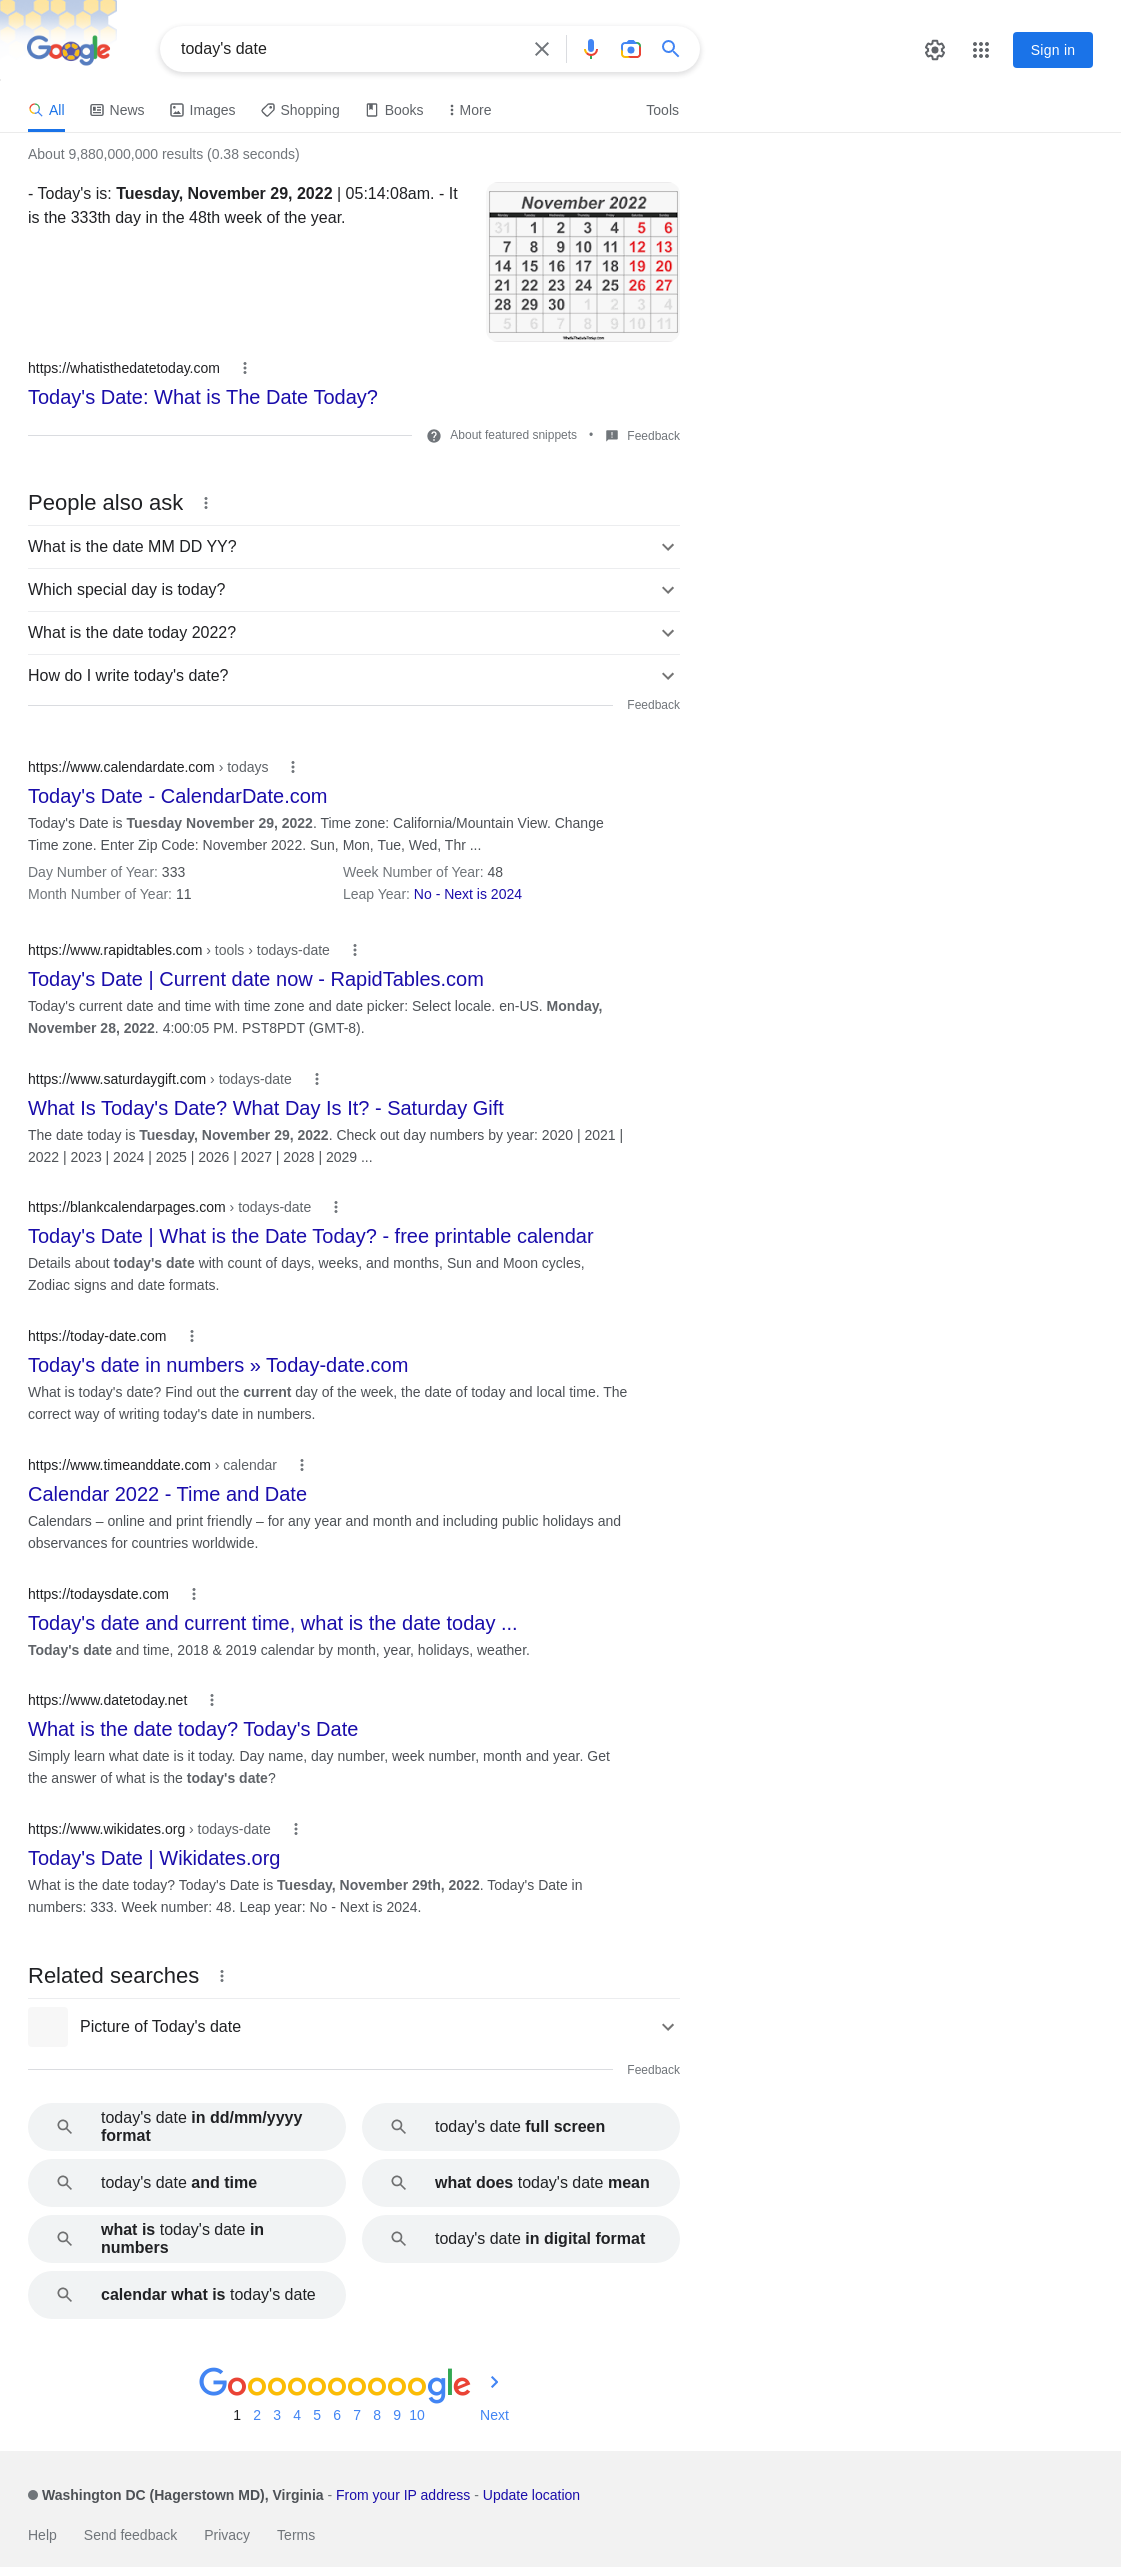 Google
today's date
Sign in
All
News
Images
Shopping
Books
More
Tools
About 9,880,000,000 results (0.38 seconds)
- Today's is: Tuesday, November 29, 2022 | 05:14:08am. - It
is the 333th day in the 48th week of the year.
November 2022
Monday Tuesday Wednesday Thursday Friday Saturday Sunday
31 1 2 3 4 5 6
7 8 9 10 11 12 13
14 15 16 17 18 19 20
21 22 23 24 25 26 27
28 29 30 1 2 3 4
5 6 7 8 9 10 11
WhatIsTheDateToday.com
https://whatisthedatetoday.com
Today's Date: What is The Date Today?
About featured snippets • Feedback
People also ask
What is the date MM DD YY?
Which special day is today?
What is the date today 2022?
How do I write today's date?
Feedback
https://www.calendardate.com › todays
Today's Date - CalendarDate.com
Today's Date is Tuesday November 29, 2022. Time zone: California/Mountain View. Change
Time zone. Enter Zip Code: November 2022. Sun, Mon, Tue, Wed, Thr ...
Day Number of Year: 333
Week Number of Year: 48
Month Number of Year: 11
Leap Year: No - Next is 2024
https://www.rapidtables.com › tools › todays-date
Today's Date | Current date now - RapidTables.com
Today's current date and time with time zone and date picker: Select locale. en-US. Monday,
November 28, 2022. 4:00:05 PM. PST8PDT (GMT-8).
https://www.saturdaygift.com › todays-date
What Is Today's Date? What Day Is It? - Saturday Gift
The date today is Tuesday, November 29, 2022. Check out day numbers by year: 2020 | 2021 |
2022 | 2023 | 2024 | 2025 | 2026 | 2027 | 2028 | 2029 ...
https://blankcalendarpages.com › todays-date
Today's Date | What is the Date Today? - free printable calendar
Details about today's date with count of days, weeks, and months, Sun and Moon cycles,
Zodiac signs and date formats.
https://today-date.com
Today's date in numbers » Today-date.com
What is today's date? Find out the current day of the week, the date of today and local time. The
correct way of writing today's date in numbers.
https://www.timeanddate.com › calendar
Calendar 2022 - Time and Date
Calendars – online and print friendly – for any year and month and including public holidays and
observances for countries worldwide.
https://todaysdate.com
Today's date and current time, what is the date today ...
Today's date and time, 2018 & 2019 calendar by month, year, holidays, weather.
https://www.datetoday.net
What is the date today? Today's Date
Simply learn what date is it today. Day name, day number, week number, month and year. Get
the answer of what is the today's date?
https://www.wikidates.org › todays-date
Today's Date | Wikidates.org
What is the date today? Today's Date is Tuesday, November 29th, 2022. Today's Date in
numbers: 333. Week number: 48. Leap year: No - Next is 2024.
Related searches
Picture of Today's date
Feedback
today's date in dd/mm/yyyy
format
today's date full screen
today's date and time
what does today's date mean
what is today's date in
numbers
today's date in digital format
calendar what is today's date
Goooooooooogle
1 2 3 4 5 6 7 8 9 10 Next
Washington DC (Hagerstown MD), Virginia - From your IP address - Update location
Help Send feedback Privacy Terms